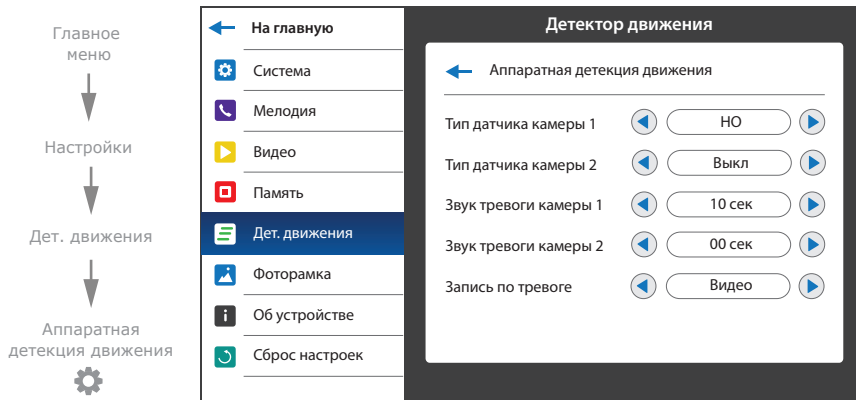 Главное
меню
Настройки
Дет. движения
Аппаратная
детекция движения
На главную
Система
Мелодия
Видео
Память
Дет. движения
Фоторамка
Об устройстве
Сброс настроек
Детектор движения
Аппаратная детекция движения
Тип датчика камеры 1 НО
Тип датчика камеры 2 Выкл
Звук тревоги камеры 1 10 сек
Звук тревоги камеры 2 00 сек
Запись по тревоге Видео